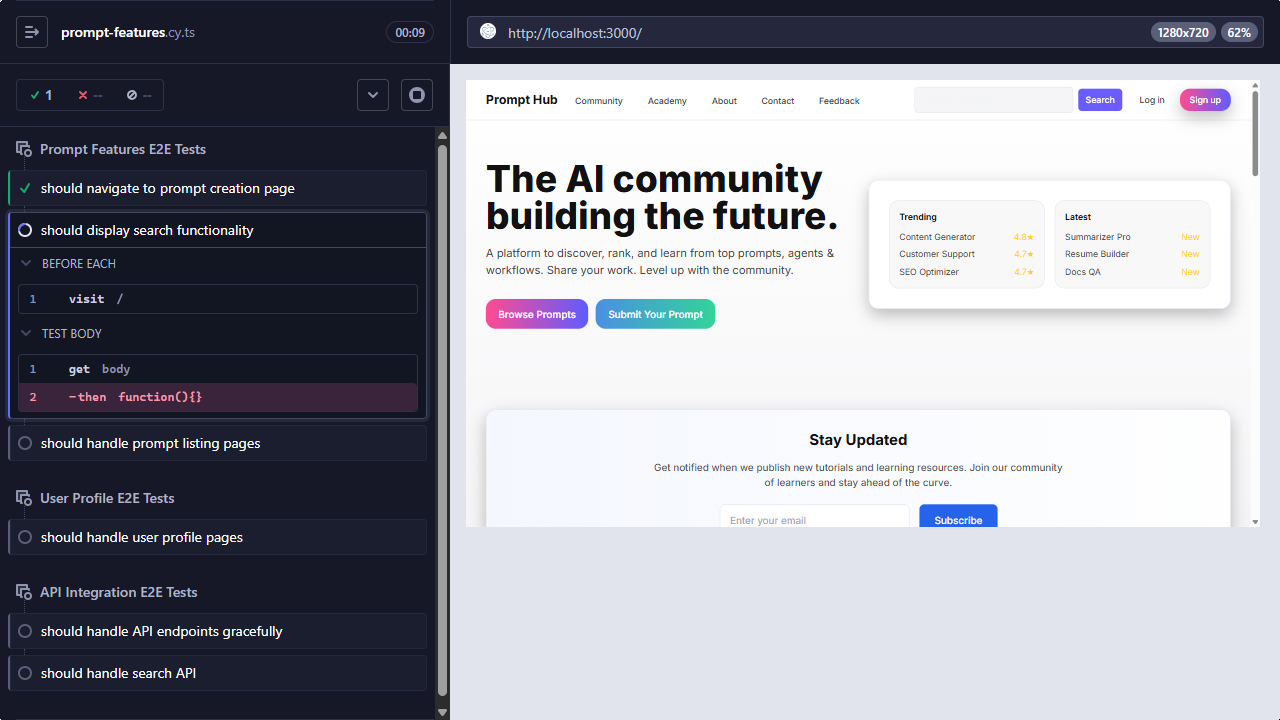 prompt-features.cy.ts
00:09
1 -- --
Prompt Features E2E Tests
should navigate to prompt creation page
should display search functionality
BEFORE EACH
1 visit /
TEST BODY
1 get body
2 -then function(){}
should handle prompt listing pages
User Profile E2E Tests
should handle user profile pages
API Integration E2E Tests
should handle API endpoints gracefully
should handle search API
http://localhost:3000/
1280x720 62%
Prompt Hub Community Academy About Contact Feedback Search Log in Sign up
The AI community
building the future.
A platform to discover, rank, and learn from top prompts, agents &
workflows. Share your work. Level up with the community.
Browse Prompts Submit Your Prompt
Trending
Content Generator 4.8★
Customer Support 4.7★
SEO Optimizer 4.7★
Latest
Summarizer Pro New
Resume Builder New
Docs QA New
Stay Updated
Get notified when we publish new tutorials and learning resources. Join our community
of learners and stay ahead of the curve.
Enter your email Subscribe